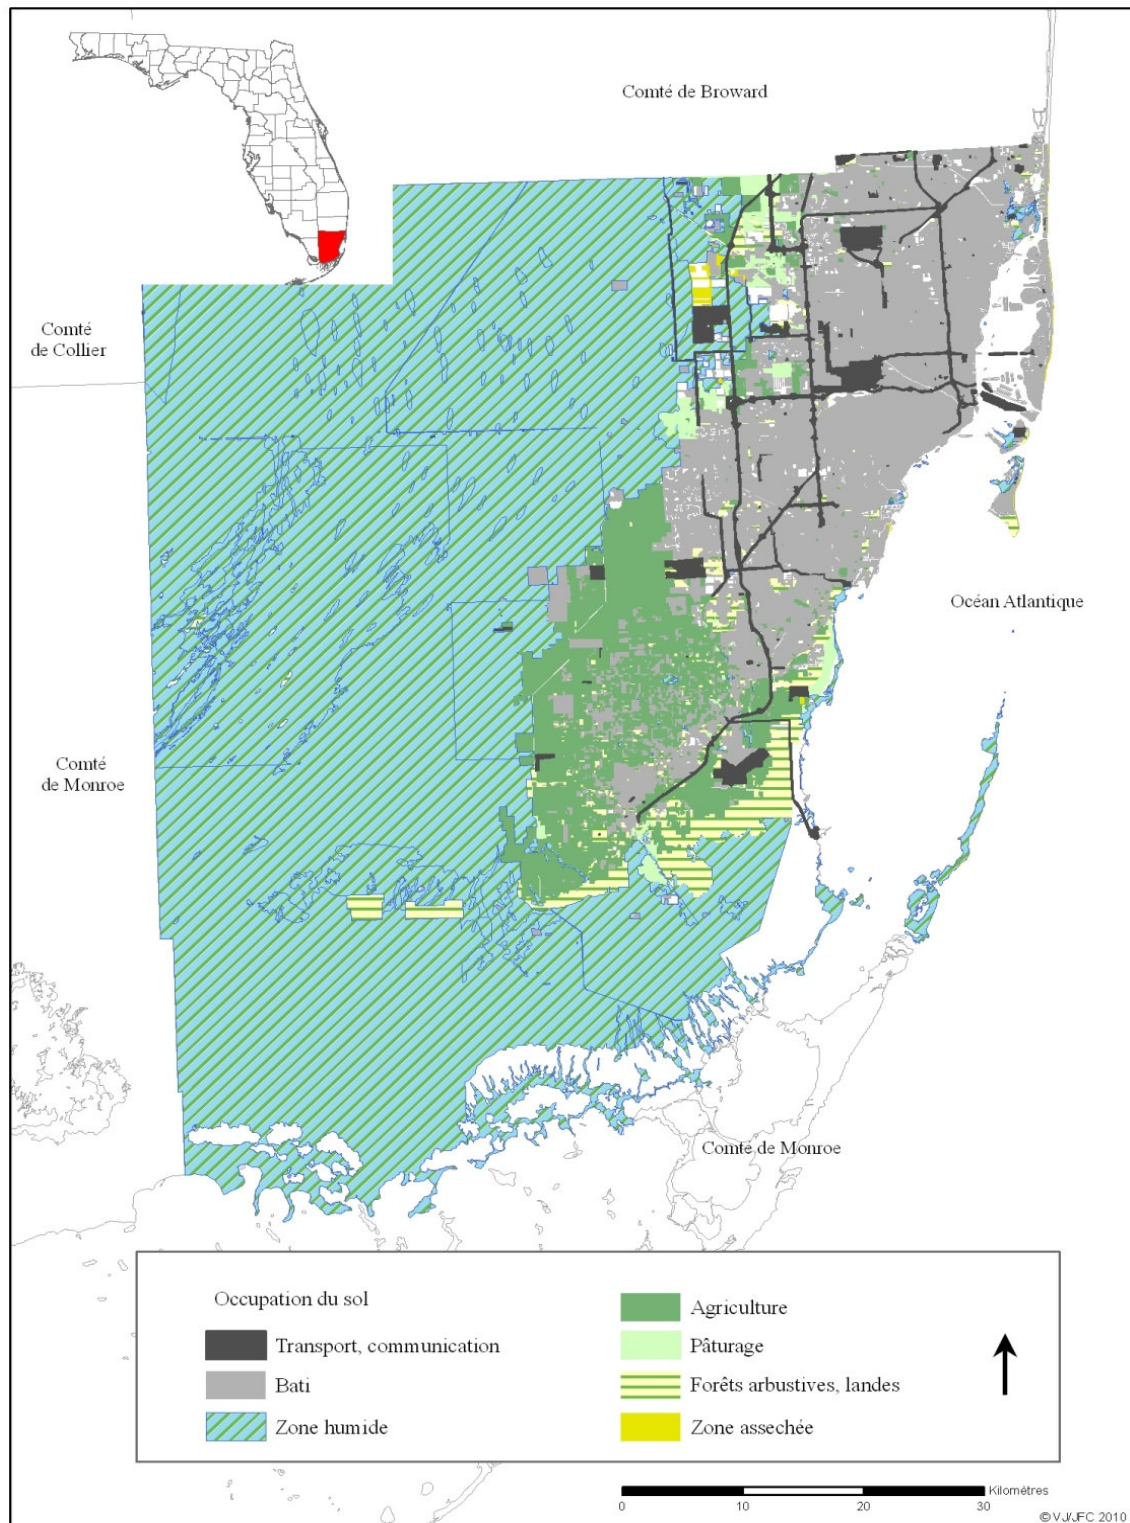 Comté de Broward
Comté
de Collier
Océan Atlantique
Comté
de Monroe
Comté de Monroe
Occupation du sol
Transport, communication
Bati
Zone humide
Agriculture
Pâturage
Forêts arbustives, landes
Zone assechée
Kilométres
0 10 20 30
©VJ/JFC 2010